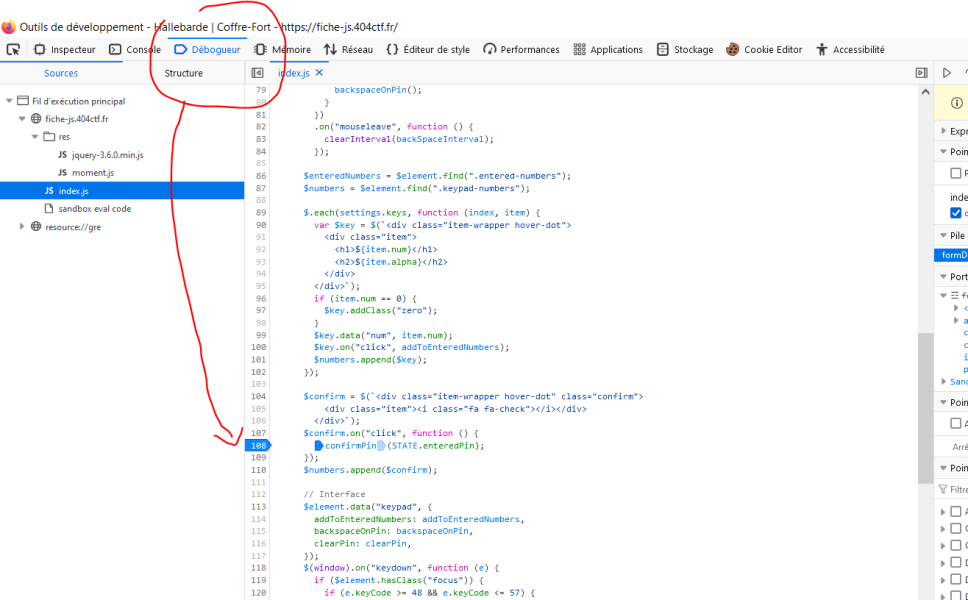 Outils de développement - Hallebarde | Coffre-Fort - https://fiche-js.404ctf.fr/
Inspecteur Console Débogueur Mémoire Réseau {} Éditeur de style Performances Applications Stockage Cookie Editor Accessibilité
Sources Structure index.js
Fil d'exécution principal
fiche-js.404ctf.fr
res
JS jquery-3.6.0.min.js
JS moment.js
JS index.js
sandbox eval code
resource://gre
79 backspaceOnPin();
80 }
81 })
82 .on("mouseleave", function () {
83 clearInterval(backSpaceInterval);
84 });
85
86 $enteredNumbers = $element.find(".entered-numbers");
87 $numbers = $element.find(".keypad-numbers");
88
89 $.each(settings.keys, function (index, item) {
90 var $key = $(`<div class="item-wrapper hover-dot">
91 <div class="item">
92 <h1>${item.num}</h1>
93 <h2>${item.alpha}</h2>
94 </div>
95 </div>`);
96 if (item.num == 0) {
97 $key.addClass("zero");
98 }
99 $key.data("num", item.num);
100 $key.on("click", addToEnteredNumbers);
101 $numbers.append($key);
102 });
103
104 $confirm = $(`<div class="item-wrapper hover-dot" class="confirm">
105 <div class="item"><i class="fa fa-check"></i></div>
106 </div>`);
107 $confirm.on("click", function () {
108 confirmPin(STATE.enteredPin);
109 });
110 $numbers.append($confirm);
111
112 // Interface
113 $element.data("keypad", {
114 addToEnteredNumbers: addToEnteredNumbers,
115 backspaceOnPin: backspaceOnPin,
116 clearPin: clearPin,
117 });
118 $(window).on("keydown", function (e) {
119 if ($element.hasClass("focus")) {
120 if (e.keyCode >= 48 && e.keyCode <= 57) {
Expr
Poin
P
inde
c
Pile
formD
Port
f
<
a
c
c
i
p
Sand
Poin
A
Arrê
Poin
Filtre